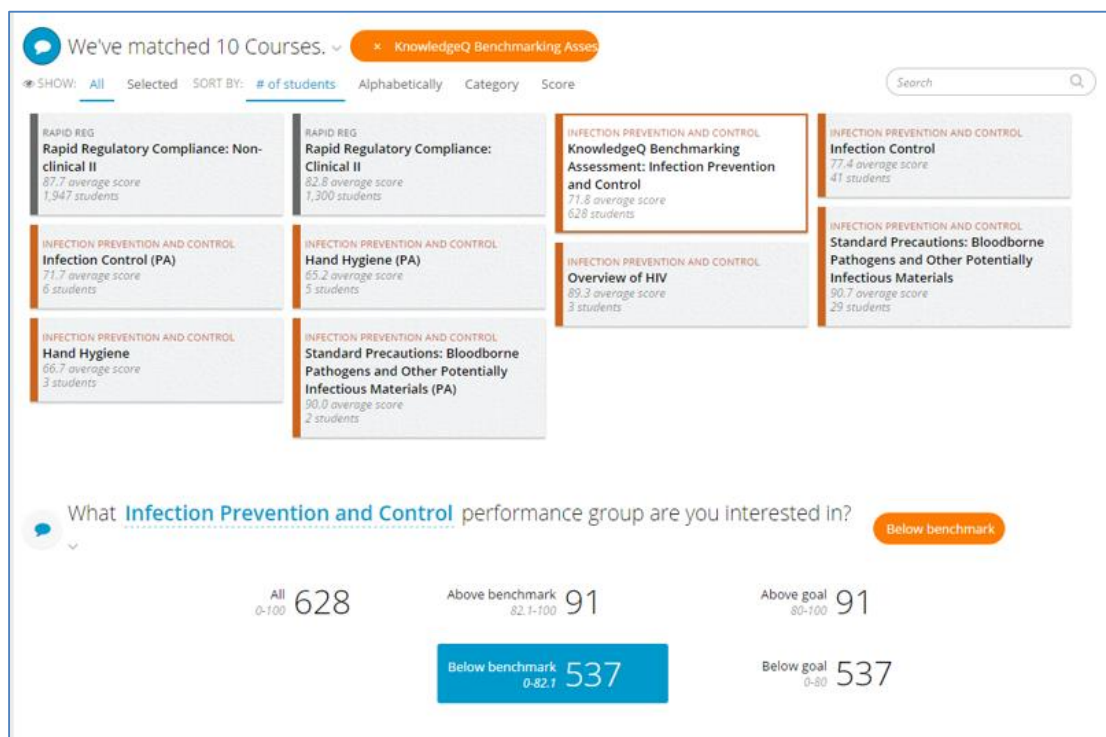 We've matched 10 Courses.
× KnowledgeQ Benchmarking Asses
SHOW: All Selected SORT BY: # of students Alphabetically Category Score
Search
RAPID REG
Rapid Regulatory Compliance: Non-
clinical II
87.7 average score
1,947 students
RAPID REG
Rapid Regulatory Compliance:
Clinical II
82.8 average score
1,300 students
INFECTION PREVENTION AND CONTROL
KnowledgeQ Benchmarking
Assessment: Infection Prevention
and Control
71.8 average score
628 students
INFECTION PREVENTION AND CONTROL
Infection Control
77.4 average score
41 students
INFECTION PREVENTION AND CONTROL
Infection Control (PA)
71.7 average score
6 students
INFECTION PREVENTION AND CONTROL
Hand Hygiene (PA)
65.2 average score
5 students
INFECTION PREVENTION AND CONTROL
Overview of HIV
89.3 average score
3 students
INFECTION PREVENTION AND CONTROL
Standard Precautions: Bloodborne
Pathogens and Other Potentially
Infectious Materials
90.7 average score
29 students
INFECTION PREVENTION AND CONTROL
Hand Hygiene
66.7 average score
3 students
INFECTION PREVENTION AND CONTROL
Standard Precautions: Bloodborne
Pathogens and Other Potentially
Infectious Materials (PA)
90.0 average score
2 students
What Infection Prevention and Control performance group are you interested in?
Below benchmark
All
0-100
628
Above benchmark
82.1-100
91
Above goal
80-100
91
Below benchmark
0-82.1
537
Below goal
0-80
537